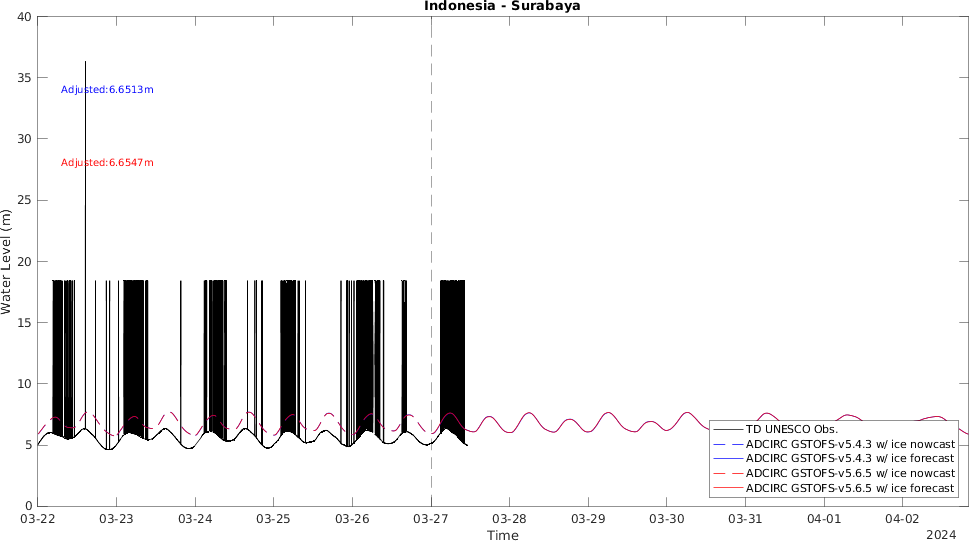 Indonesia - Surabaya
40
35
30
25
20
15
10
5
0
Water Level (m)
Adjusted:6.6513m
Adjusted:6.6547m
TD UNESCO Obs.
ADCIRC GSTOFS-v5.4.3 w/ ice nowcast
ADCIRC GSTOFS-v5.4.3 w/ ice forecast
ADCIRC GSTOFS-v5.6.5 w/ ice nowcast
ADCIRC GSTOFS-v5.6.5 w/ ice forecast
03-22 03-23 03-24 03-25 03-26 03-27 03-28 03-29 03-30 03-31 04-01 04-02
Time
2024